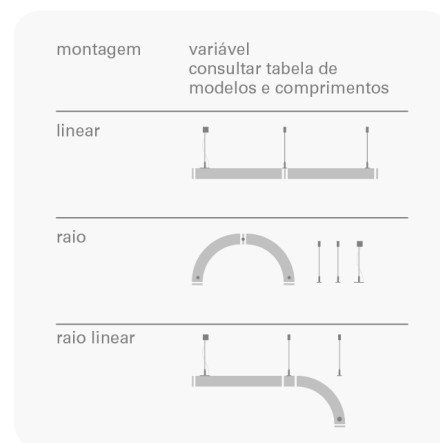 montagem
variável
consultar tabela de
modelos e comprimentos
linear
raio
raio linear